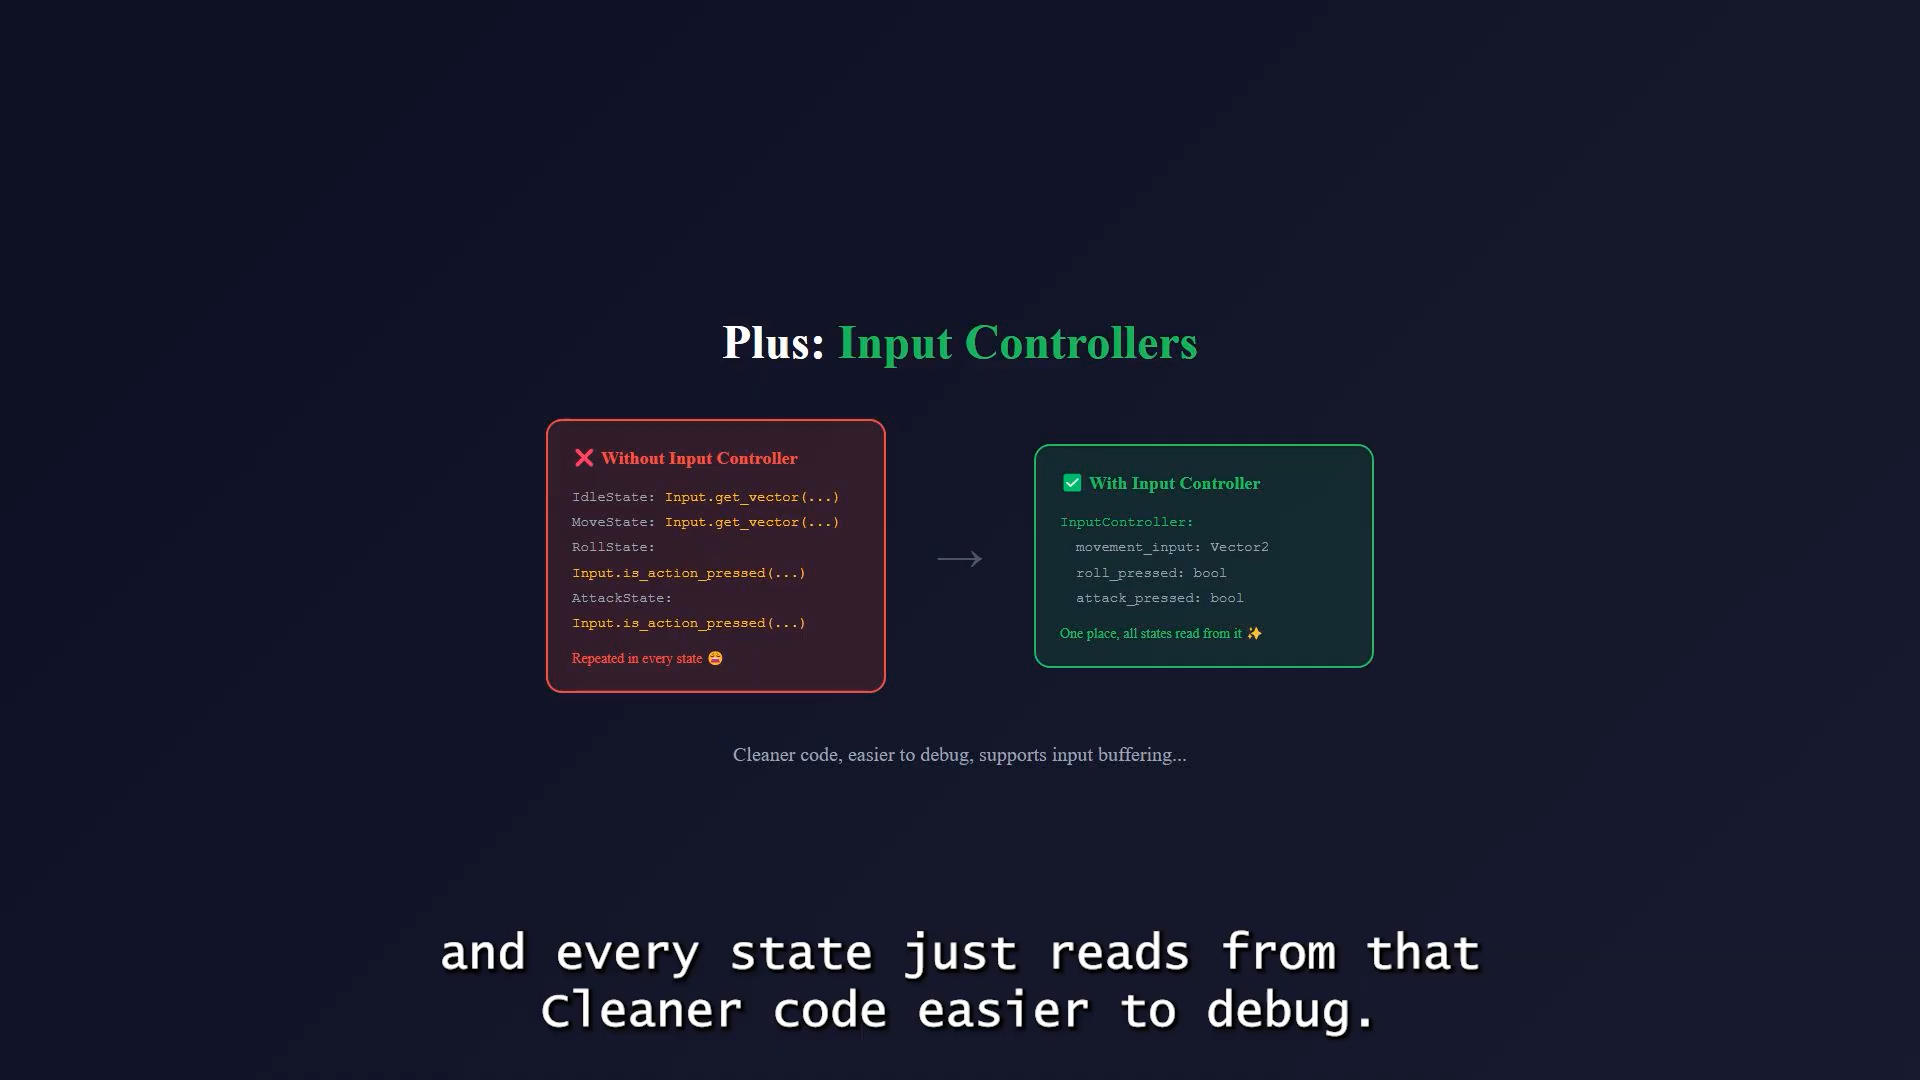 Plus: Input Controllers
❌ Without Input Controller
IdleState: Input.get_vector(...)
MoveState: Input.get_vector(...)
RollState:
Input.is_action_pressed(...)
AttackState:
Input.is_action_pressed(...)
Repeated in every state 😩
→
✅ With Input Controller
InputController:
movement_input: Vector2
roll_pressed: bool
attack_pressed: bool
One place, all states read from it ✨
Cleaner code, easier to debug, supports input buffering...
and every state just reads from that
Cleaner code easier to debug.